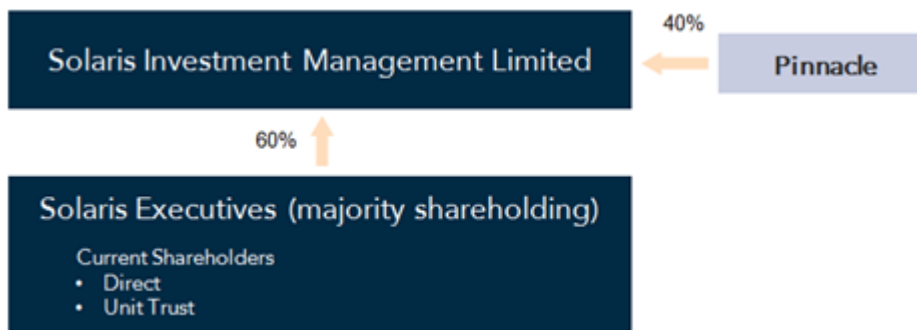 40%
Solaris Investment Management Limited
Pinnacle
60%
Solaris Executives (majority shareholding)
Current Shareholders
• Direct
• Unit Trust